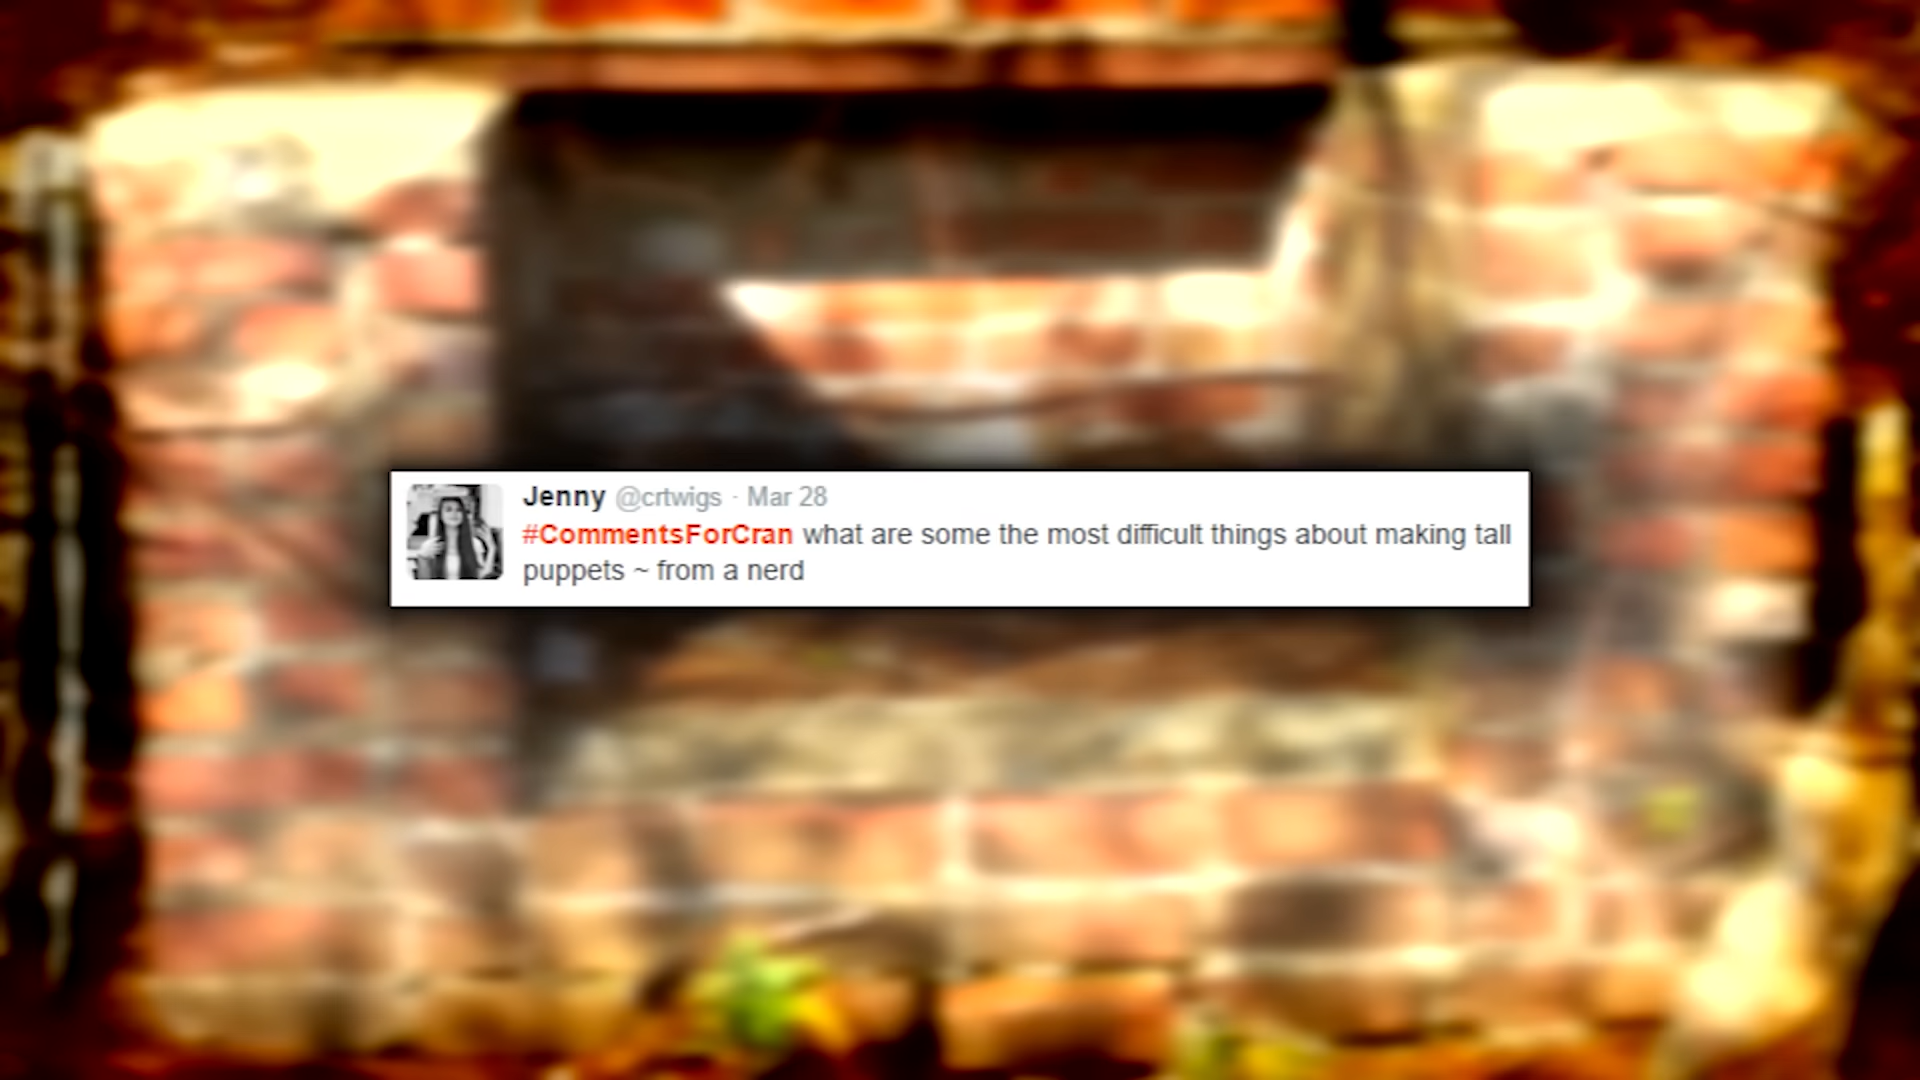 Jenny @crtwigs · Mar 28
#CommentsForCran what are some the most difficult things about making tall
puppets ~ from a nerd